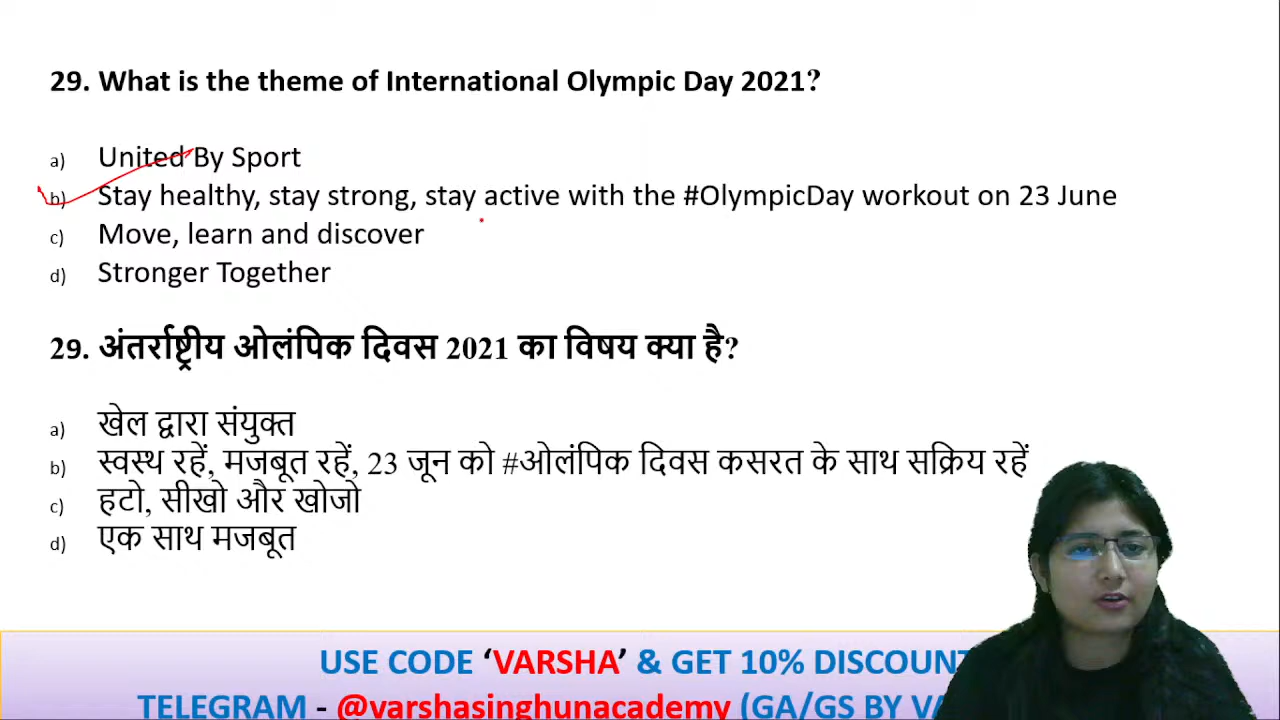 29. What is the theme of International Olympic Day 2021?
a) United By Sport
b) Stay healthy, stay strong, stay active with the #OlympicDay workout on 23 June
c) Move, learn and discover
d) Stronger Together
29. अंतर्राष्ट्रीय ओलंपिक दिवस 2021 का विषय क्या है?
a) खेल द्वारा संयुक्त
b) स्वस्थ रहें, मजबूत रहें, 23 जून को #ओलंपिक दिवस कसरत के साथ सक्रिय रहें
c) हटो, सीखो और खोजो
d) एक साथ मजबूत
USE CODE ‘VARSHA’ & GET 10% DISCOUNT
TELEGRAM - @varshasinghunacademy (GA/GS BY VA